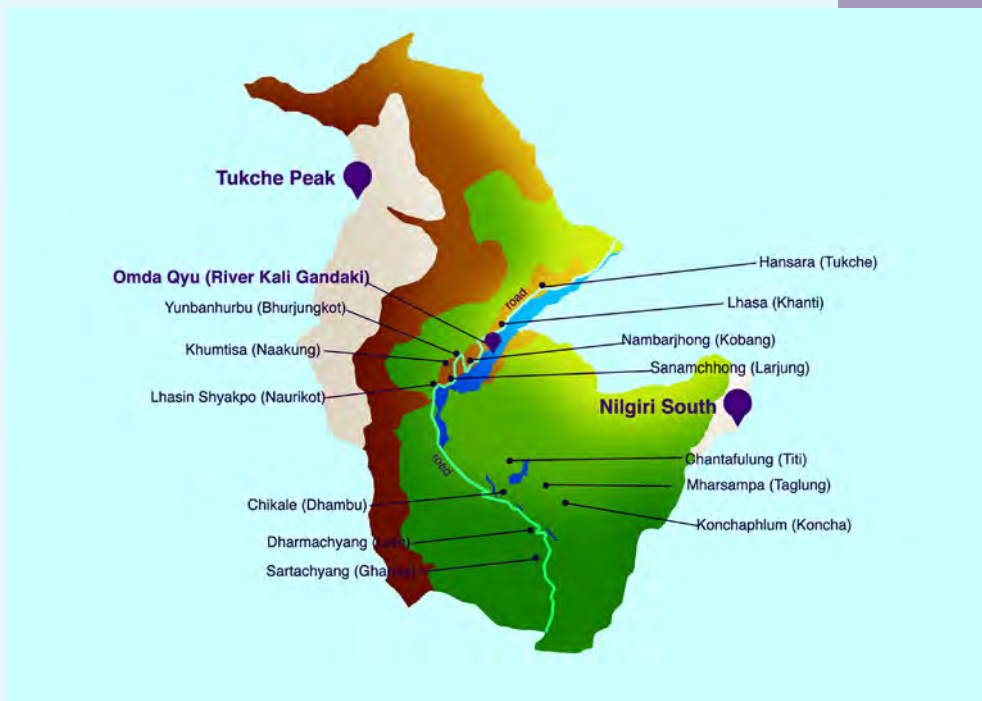 Tukche Peak
Hansara (Tukche)
Omda Qyu (River Kali Gandaki)
road
Lhasa (Khanti)
Yunbanhurbu (Bhurjungkot)
Nambarjhong (Kobang)
Khumtisa (Naakung)
Sanamchhong (Larjung)
Lhasin Shyakpo (Naurikot)
Nilgiri South
Chantafulung (Titi)
road
Mharsampa (Taglung)
Chikale (Dhambu)
Konchaphlum (Koncha)
Dharmachyang
Sartachyang